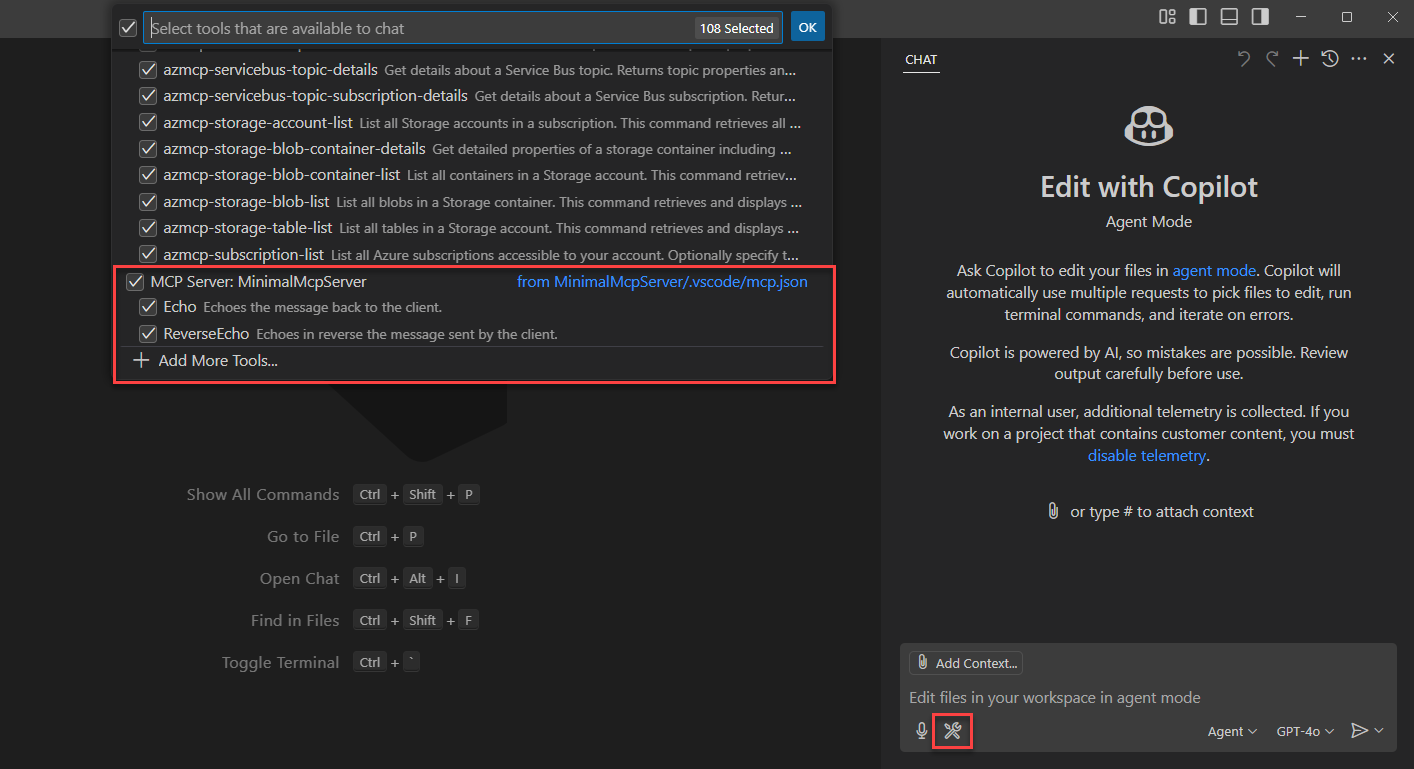 Select tools that are available to chat
108 Selected
OK
azmcp-servicebus-topic-details Get details about a Service Bus topic. Returns topic properties an...
azmcp-servicebus-topic-subscription-details Get details about a Service Bus subscription. Retur...
azmcp-storage-account-list List all Storage accounts in a subscription. This command retrieves all ...
azmcp-storage-blob-container-details Get detailed properties of a storage container including ...
azmcp-storage-blob-container-list List all containers in a Storage account. This command retriev...
azmcp-storage-blob-list List all blobs in a Storage container. This command retrieves and displays ...
azmcp-storage-table-list List all tables in a Storage account. This command retrieves and displays ...
azmcp-subscription-list List all Azure subscriptions accessible to your account. Optionally specify t...
MCP Server: MinimalMcpServer from MinimalMcpServer/.vscode/mcp.json
Echo Echoes the message back to the client.
ReverseEcho Echoes in reverse the message sent by the client.
Add More Tools...
Show All Commands Ctrl + Shift + P
Go to File Ctrl + P
Open Chat Ctrl + Alt + I
Find in Files Ctrl + Shift + F
Toggle Terminal Ctrl + `
CHAT
Edit with Copilot
Agent Mode
Ask Copilot to edit your files in agent mode. Copilot will
automatically use multiple requests to pick files to edit, run
terminal commands, and iterate on errors.
Copilot is powered by AI, so mistakes are possible. Review
output carefully before use.
As an internal user, additional telemetry is collected. If you
work on a project that contains customer content, you must
disable telemetry.
or type # to attach context
Add Context...
Edit files in your workspace in agent mode
Agent
GPT-4o